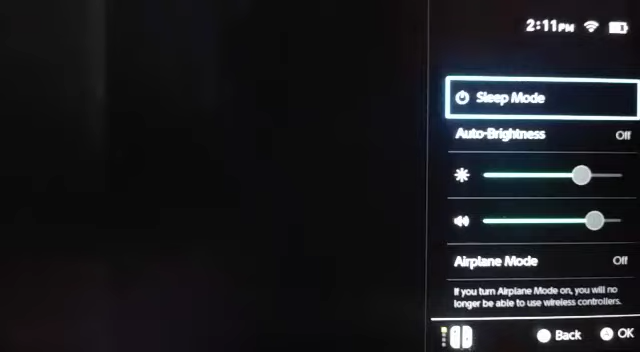 2:11PM
Sleep Mode
Auto-Brightness Off
Airplane Mode Off
If you turn Airplane Mode on, you will no
longer be able to use wireless controllers.
Back OK